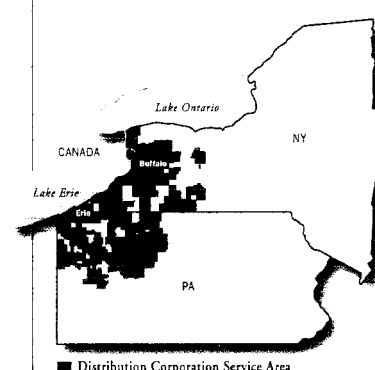 Lake Ontario
CANADA
NY
Buffalo
Lake Erie
Erie
PA
Distribution Corporation Service Area